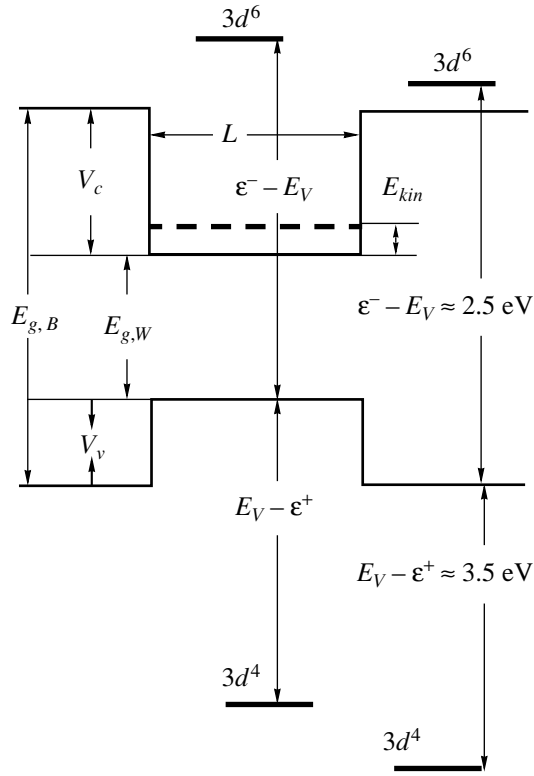 3d⁶
3d⁶
L
V_c
ε⁻ – E_V
E_kin
E_g, B
E_g,W
ε⁻ – E_V ≈ 2.5 eV
V_v
E_V – ε⁺
E_V – ε⁺ ≈ 3.5 eV
3d⁴
3d⁴